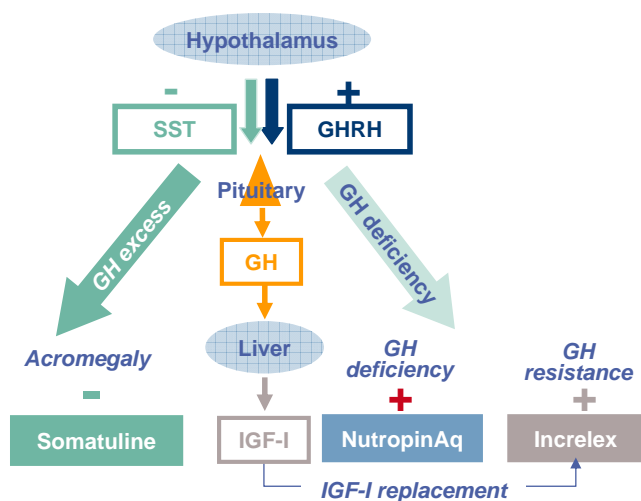 Hypothalamus
- +
SST GHRH
Pituitary
GH excess
GH deficiency
GH
Acromegaly
Liver
GH
deficiency
GH
resistance
- + +
Somatuline IGF-I NutropinAq Increlex
IGF-I replacement